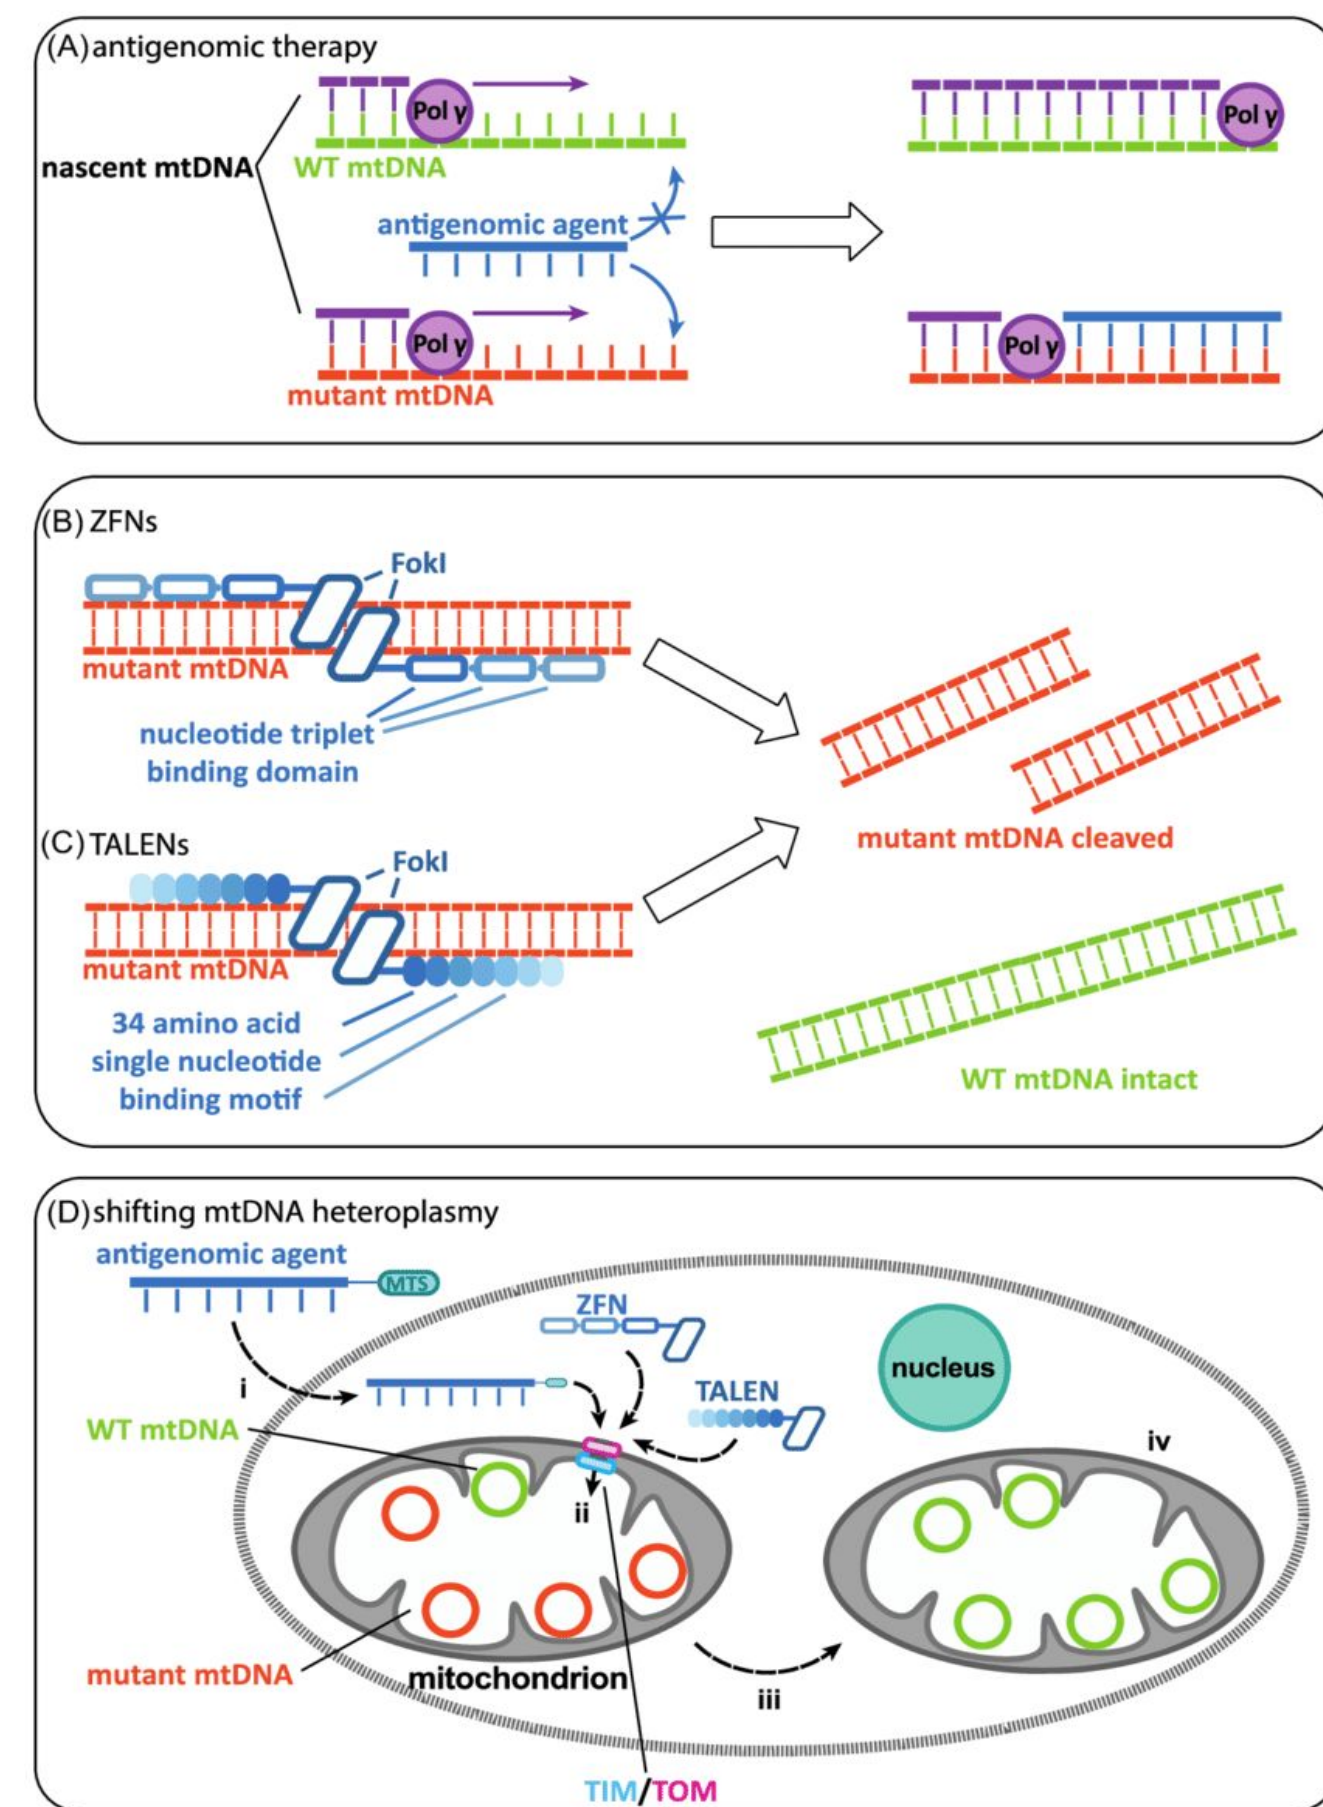 (A) antigenomic therapy
Pol γ
Pol γ
nascent mtDNA
WT mtDNA
antigenomic agent
Pol γ
Pol γ
mutant mtDNA
(B) ZFNs
FokI
mutant mtDNA
nucleotide triplet
binding domain
mutant mtDNA cleaved
(C) TALENs
FokI
mutant mtDNA
34 amino acid
single nucleotide
binding motif
WT mtDNA intact
(D) shifting mtDNA heteroplasmy
antigenomic agent
MTS
ZFN
nucleus
i
TALEN
WT mtDNA
iv
ii
mutant mtDNA
mitochondrion
iii
TIM/TOM